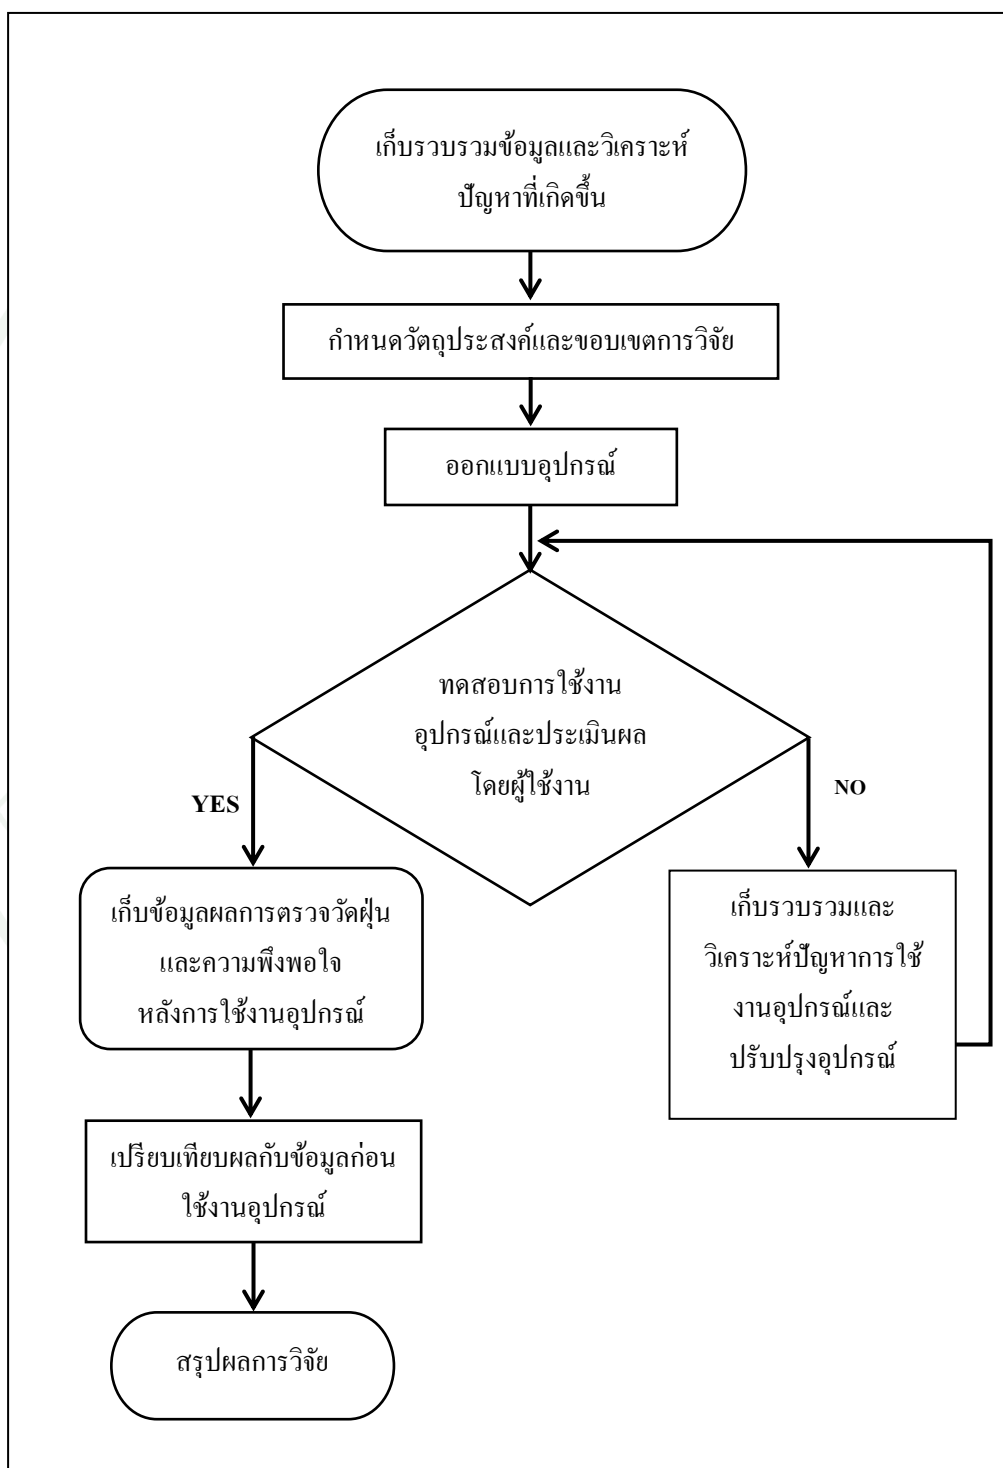 เก็บรวบรวมข้อมูลและวิเคราะห์
ปัญหาที่เกิดขึ้น
กำหนดวัตถุประสงค์และขอบเขตการวิจัย
ออกแบบอุปกรณ์
ทดสอบการใช้งาน
อุปกรณ์และประเมินผล
โดยผู้ใช้งาน
YES
NO
เก็บข้อมูลผลการตรวจวัดฝุ่น
และความพึงพอใจ
หลังการใช้งานอุปกรณ์
เก็บรวบรวมและ
วิเคราะห์ปัญหาการใช้
งานอุปกรณ์และ
ปรับปรุงอุปกรณ์
เปรียบเทียบผลกับข้อมูลก่อน
ใช้งานอุปกรณ์
สรุปผลการวิจัย